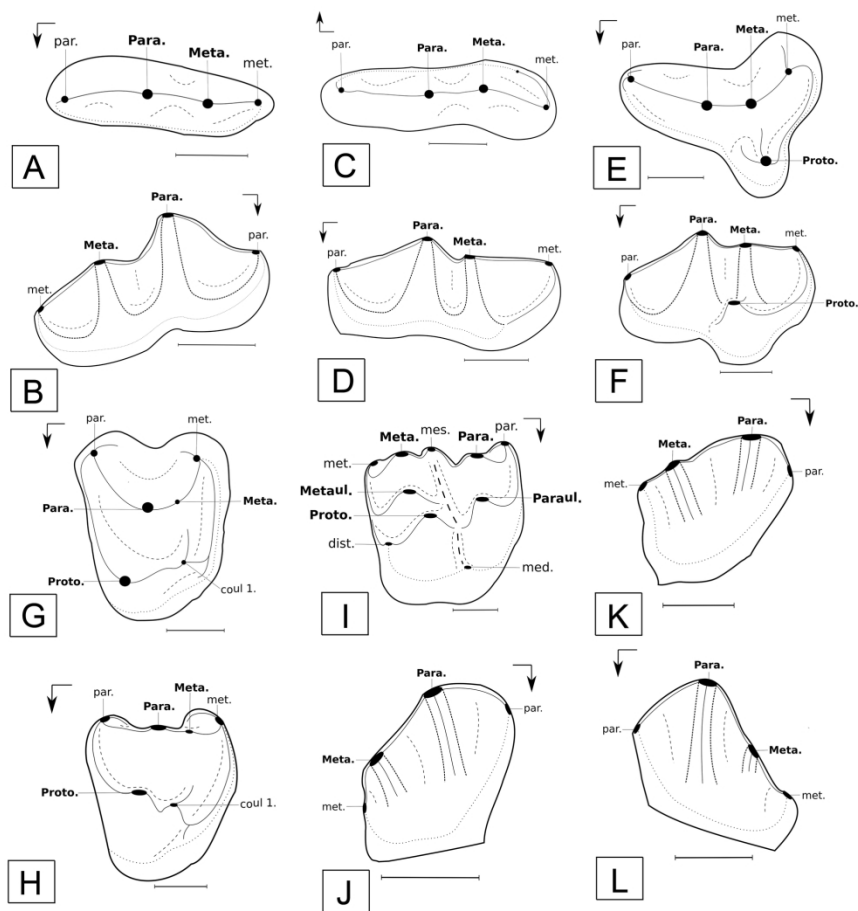 par.
Para.
Meta.
met.
A
par.
Para.
Meta.
met.
C
par.
Para.
Meta.
met.
Proto.
E
Para.
Meta.
par.
met.
B
Para.
par.
Meta.
met.
D
Para.
Meta.
met.
par.
Proto.
F
par.
met.
Para.
Meta.
Proto.
coul 1.
G
mes.
par.
Meta.
Para.
met.
Metaul.
Proto.
Paraul.
dist.
med.
I
Para.
Meta.
met.
par.
K
Meta.
par.
Para.
met.
Proto.
coul 1.
H
Para.
par.
Meta.
met.
J
Para.
par.
Meta.
met.
L